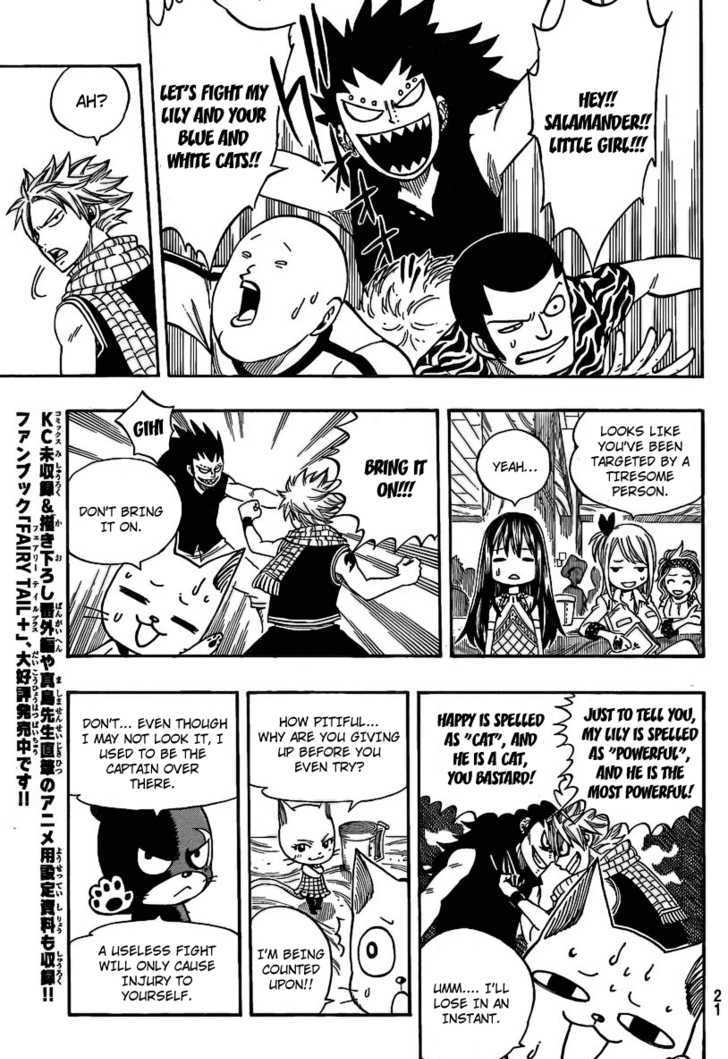 HEY!!
SALAMANDER!!
LITTLE GIRL!!!
LET'S FIGHT MY
LILY AND YOUR
BLUE AND
WHITE CATS!!
AH?
LOOKS LIKE
YOU'VE BEEN
TARGETED BY A
TIRESOME
PERSON.
YEAH...
BRING IT
ON!!!
GIHI
DON'T BRING
IT ON.
JUST TO TELL YOU,
MY LILY IS SPELLED
AS "POWERFUL",
AND HE IS THE
MOST POWERFUL!
HAPPY IS SPELLED
AS "CAT", AND
HE IS A CAT,
YOU BASTARD!
UMM.... I'LL
LOSE IN AN
INSTANT.
HOW PITIFUL...
WHY ARE YOU GIVING
UP BEFORE YOU
EVEN TRY?
I'M BEING
COUNTED
UPON!!
DON'T... EVEN THOUGH
I MAY NOT LOOK IT, I
USED TO BE THE
CAPTAIN OVER
THERE.
A USELESS FIGHT
WILL ONLY CAUSE
INJURY TO
YOURSELF.
KC未収録&描き下ろし番外編や真島先生直筆のアニメ用設定資料も収録!!
ファンブック「FAIRY TAIL+」、大好評発売中です!!
21